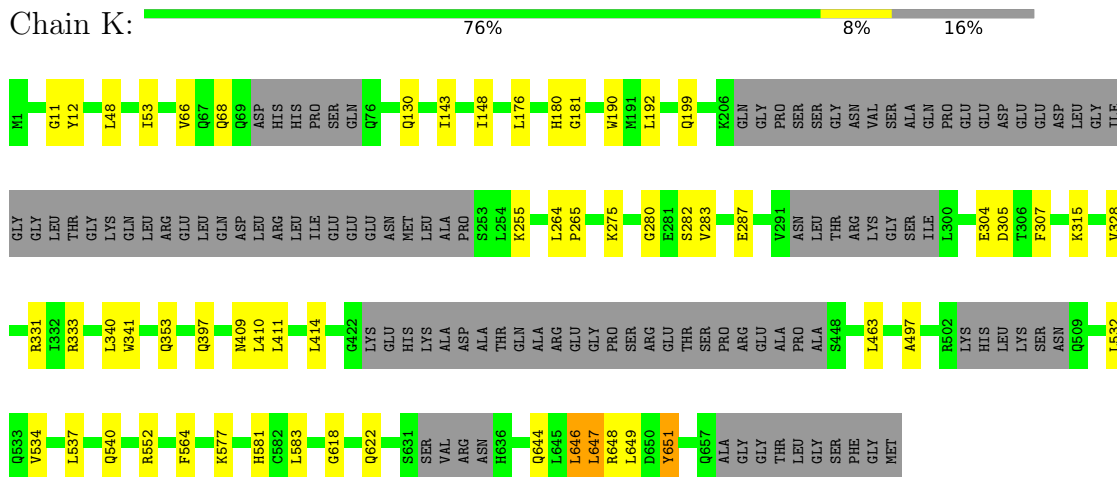 Chain K:
76% 8% 16%
M1 G11 Y12 L48 I53 V66 Q67 Q68 Q69 ASP HIS HIS PRO SER GLN Q76 Q130 I143 I148 L176 H180 G181 W190 M191 L192 Q199 K206 GLN GLY PRO SER SER GLY ASN VAL SER ALA GLN PRO GLU GLU ASP GLU GLU ASP LEU GLY ILE
GLY GLY LEU THR GLY LYS GLN LEU ARG GLU LEU LEU GLN ASP LEU ARG LEU ILE GLU GLU GLU ASN MET LEU ALA PRO S253 L254 K255 L264 P265 K275 G280 E281 S282 V283 E287 V291 ASN LEU THR ARG LYS GLY SER ILE L300 E304 D305 T306 F307 K315 V328
R331 I332 R333 L340 W341 Q353 Q397 N409 L410 L411 L414 G422 LYS GLU HIS LYS ALA ASP ALA THR GLN ALA ARG GLU GLY PRO SER ARG GLU THR SER PRO ARG GLU ALA PRO ALA S448 L463 A497 R502 LYS HIS LEU LYS SER ASN Q509 L532
Q533 V534 L537 Q540 R552 F564 K577 H581 C582 L583 G618 Q622 S631 SER VAL ARG ASN H636 Q644 L645 L646 L647 R648 L649 D650 Y651 Q657 ALA GLY GLY THR LEU GLY SER PHE GLY MET